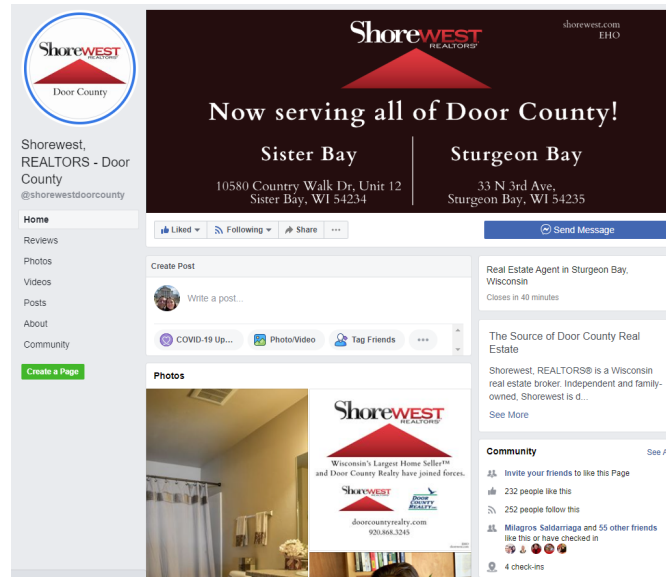 ShoreWEST
REALTORS®
Door County
shorewest.com
EHO
ShoreWEST
REALTORS®
Now serving all of Door County!
Sister Bay
10580 Country Walk Dr, Unit 12
Sister Bay, WI 54234
Sturgeon Bay
33 N 3rd Ave,
Sturgeon Bay, WI 54235
Shorewest,
REALTORS - Door
County
@shorewestdoorcounty
Home
Reviews
Photos
Videos
Posts
About
Community
Create a Page
Liked
Following
Share
Send Message
Create Post
Write a post...
COVID-19 Up...
Photo/Video
Tag Friends
Photos
ShoreWEST
REALTORS®
Wisconsin's Largest Home Seller™
and Door County Realty have joined forces.
ShoreWEST
REALTORS
DOOR
COUNTY
REALTY
doorcountyrealty.com
920.868.3245
Real Estate Agent in Sturgeon Bay,
Wisconsin
Closes in 40 minutes
The Source of Door County Real
Estate
Shorewest, REALTORS® is a Wisconsin
real estate broker. Independent and family-
owned, Shorewest is d...
See More
Community
See A
Invite your friends to like this Page
232 people like this
252 people follow this
Milagros Saldarriaga and 55 other friends
like this or have checked in
4 check-ins